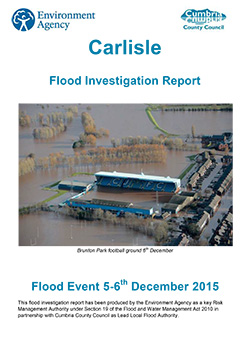 Environment
Agency
Cumbria
County Council
Carlisle
Flood Investigation Report
Brunton Park football ground 6th December
Flood Event 5-6th December 2015
This flood investigation report has been produced by the Environment Agency as a key Risk
Management Authority under Section 19 of the Flood and Water Management Act 2010 in
partnership with Cumbria County Council as Lead Local Flood Authority.